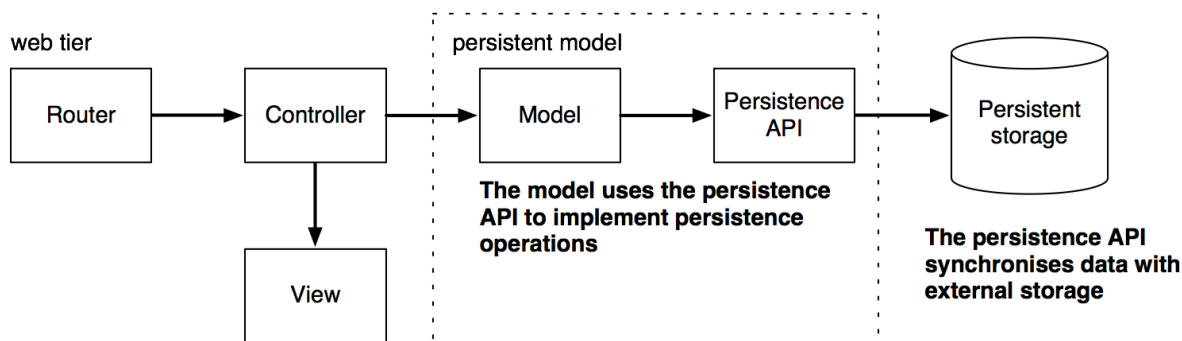 web tier
persistent model
Router
Controller
Model
Persistence
API
Persistent
storage
The model uses the persistence
API to implement persistence
operations
The persistence API
synchronises data with
external storage
View